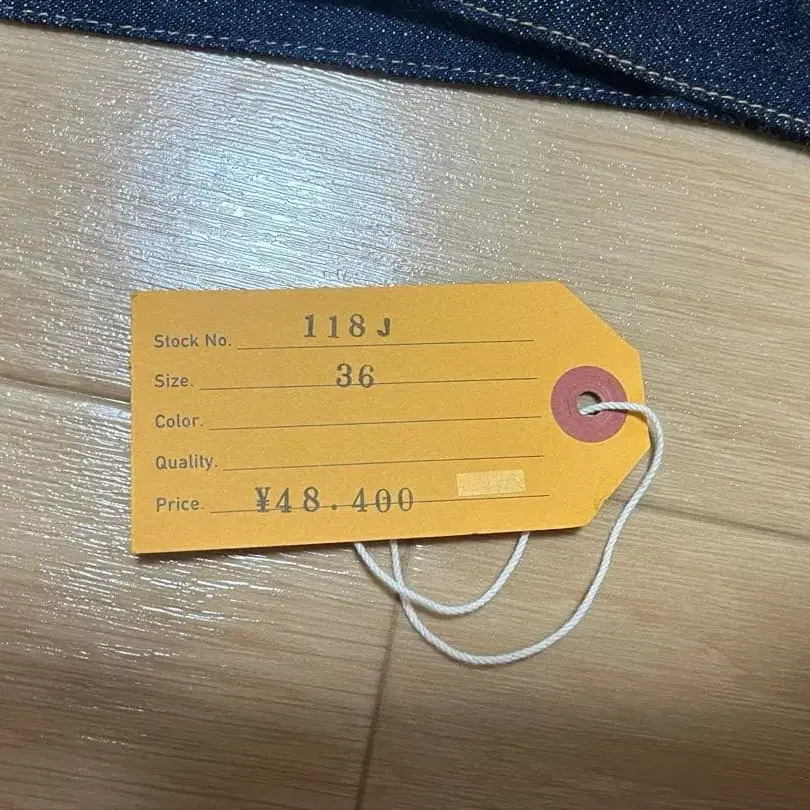 Stock No. 118J
Size. 36
Color.
Quality.
Price. ¥48.400